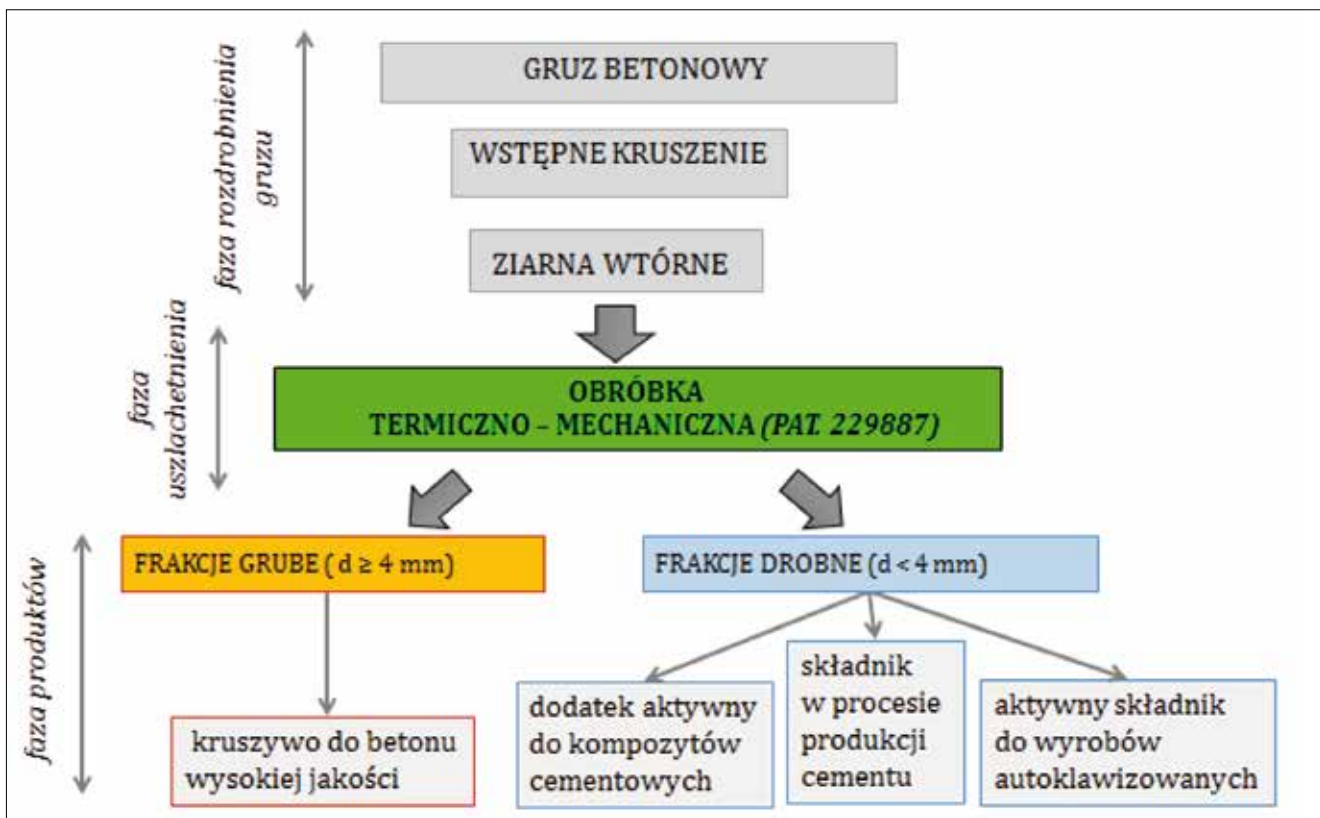 faza rozdrobnienia
gruzu
GRUZ BETONOWY
WSTĘPNE KRUSZENIE
ZIARNA WTÓRNE
faza
uszlachetnienia
OBRÓBKA
TERMICZNO – MECHANICZNA (PAT. 229887)
faza produktów
FRAKCJE GRUBE ( d ≥ 4 mm)
FRAKCJE DROBNE (d < 4 mm)
kruszywo do betonu
wysokiej jakości
dodatek aktywny
do kompozytów
cementowych
składnik
w procesie
produkcji
cementu
aktywny składnik
do wyrobów
autoklawizowanych